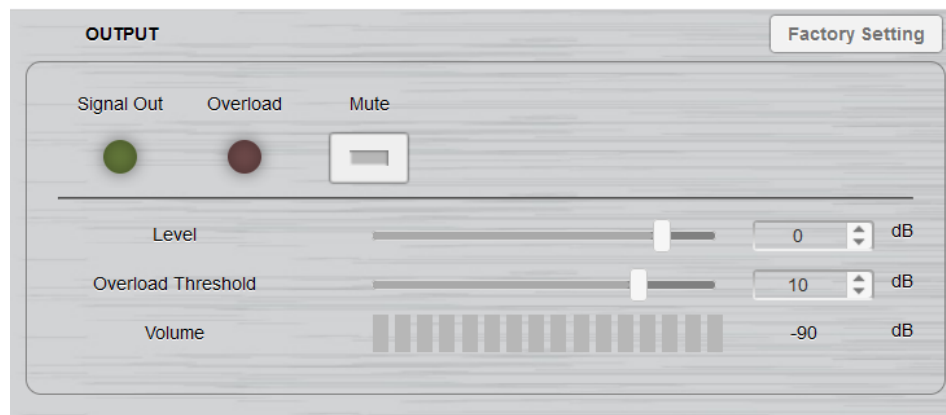 OUTPUT Factory Setting
Signal Out Overload Mute
Level 0 dB
Overload Threshold 10 dB
Volume -90 dB